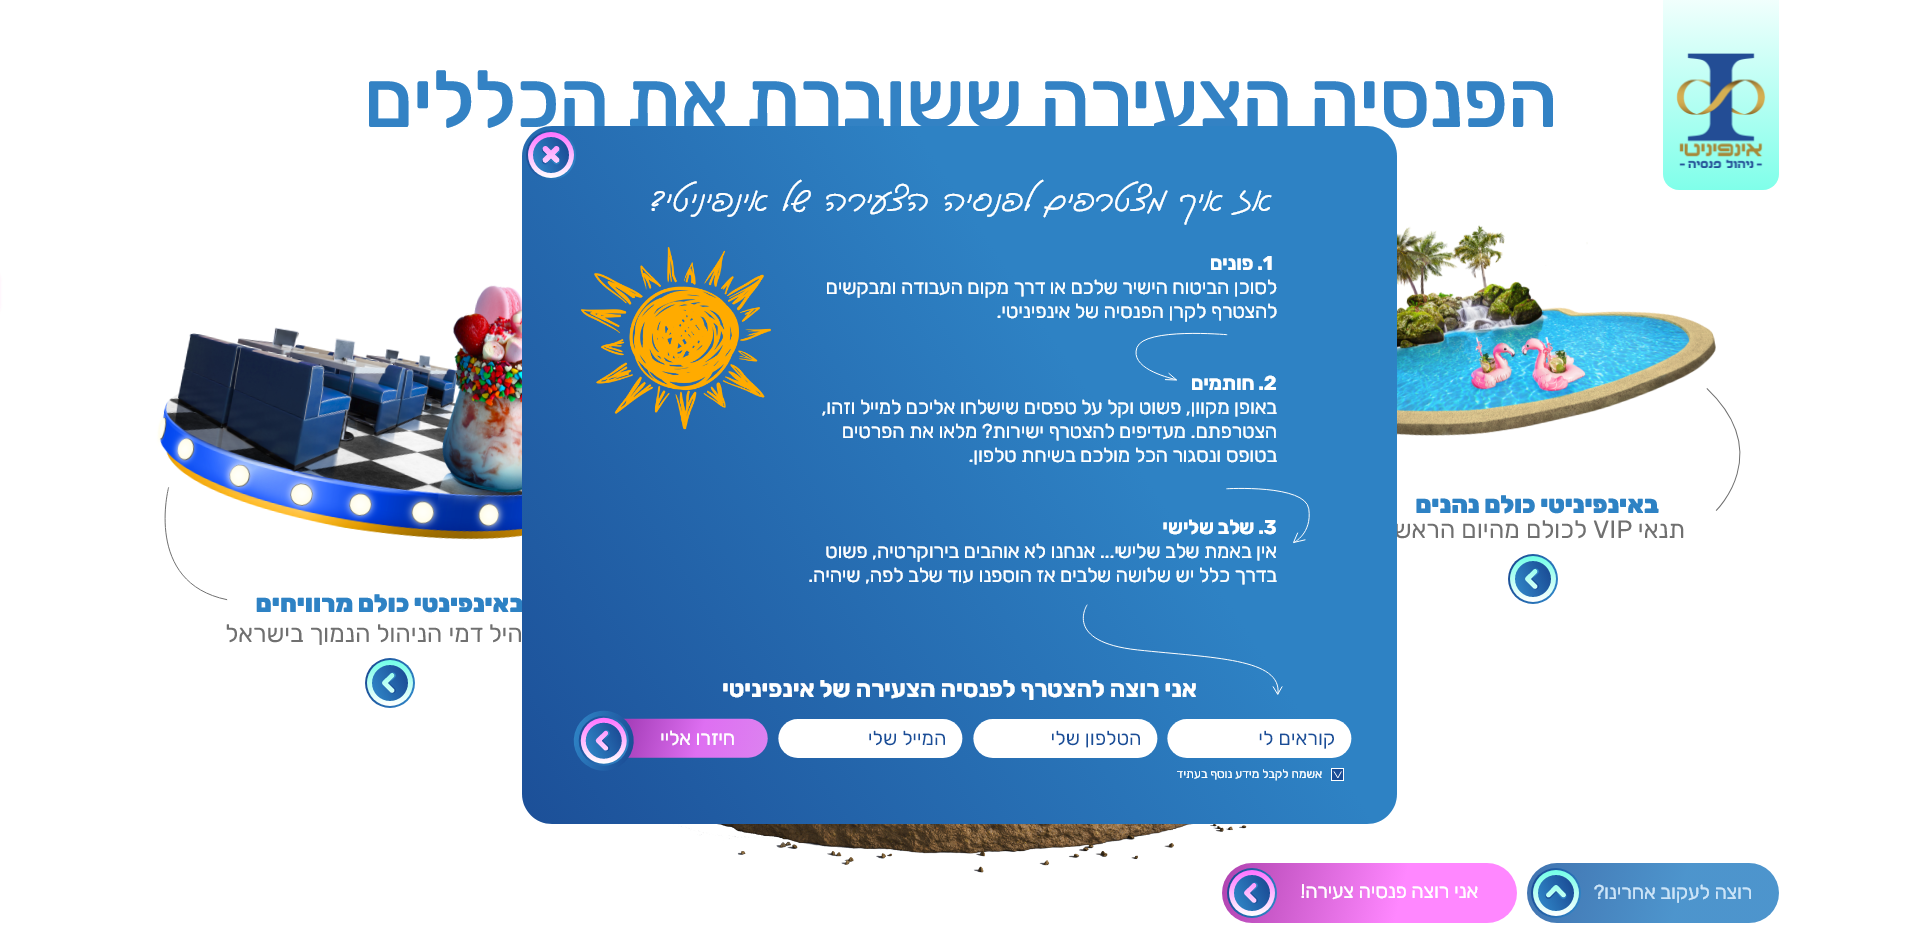 הפנסיה הצעירה ששוברת את הכללים
אינפיניטי
- ניהול פנסיה -
אז איך מצטרפים לפנסיה הצעירה של אינפיניטי?
1. פונים
לסוכן הביטוח הישיר שלכם או דרך מקום העבודה ומבקשים
להצטרף לקרן הפנסיה של אינפיניטי.
2. חותמים
באופן מקוון, פשוט וקל על טפסים שישלחו אליכם למייל וזהו,
הצטרפתם. מעדיפים להצטרף ישירות? מלאו את הפרטים
בטופס ונסגור הכל מולכם בשיחת טלפון.
3. שלב שלישי
אין באמת שלב שלישי... אנחנו לא אוהבים בירוקרטיה, פשוט
בדרך כלל יש שלושה שלבים אז הוספנו עוד שלב לפה, שיהיה.
אני רוצה להצטרף לפנסיה הצעירה של אינפיניטי
קוראים לי
הטלפון שלי
המייל שלי
חיזרו אליי
אשמח לקבל מידע נוסף בעתיד
באינפיניטי כולם נהנים
תנאי VIP לכולם מהיום הראש
באינפינטי כולם מרוויחים
היל דמי הניהול הנמוך בישראל
רוצה לעקוב אחרינו?
אני רוצה פנסיה צעירה!